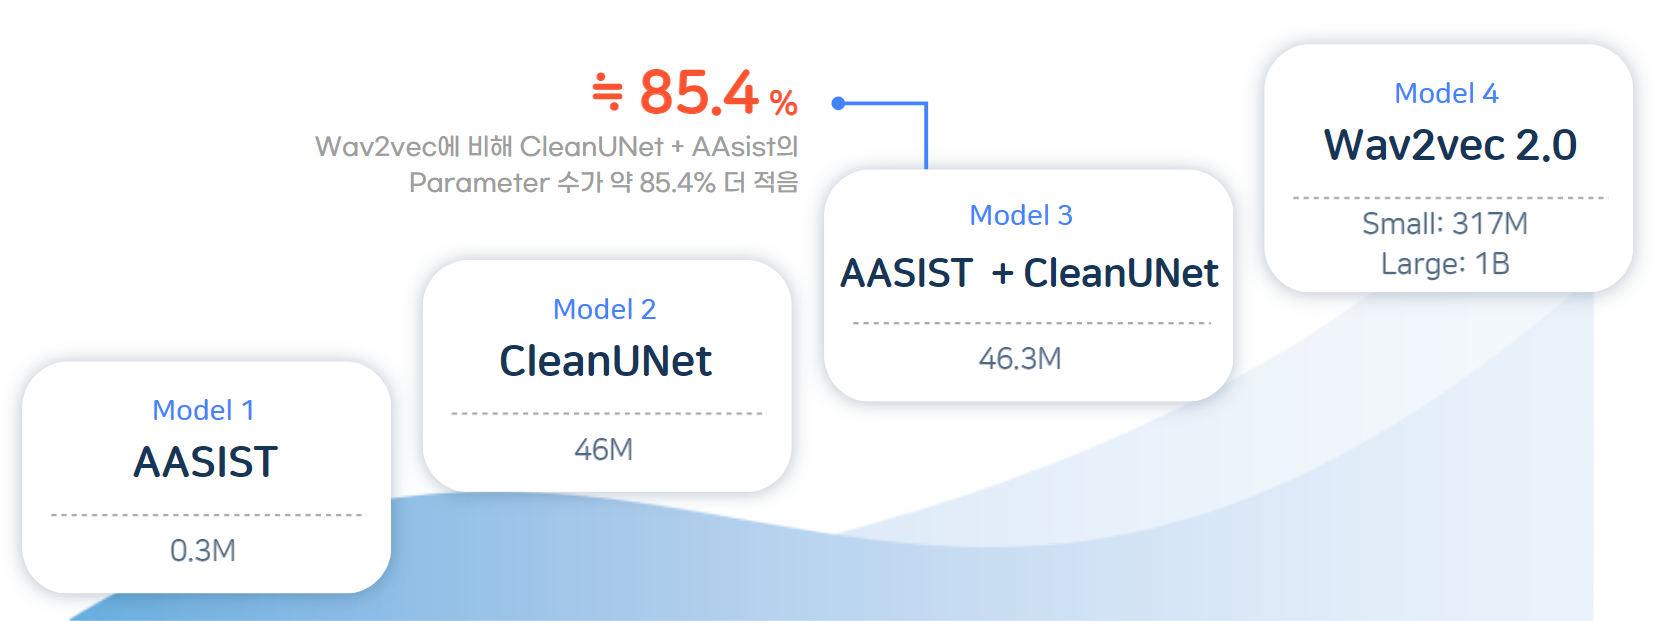 ≒ 85.4 %
Wav2vec에 비해 CleanUNet + AAsist의
Parameter 수가 약 85.4% 더 적음
Model 1
AASIST
0.3M
Model 2
CleanUNet
46M
Model 3
AASIST + CleanUNet
46.3M
Model 4
Wav2vec 2.0
Small: 317M
Large: 1B